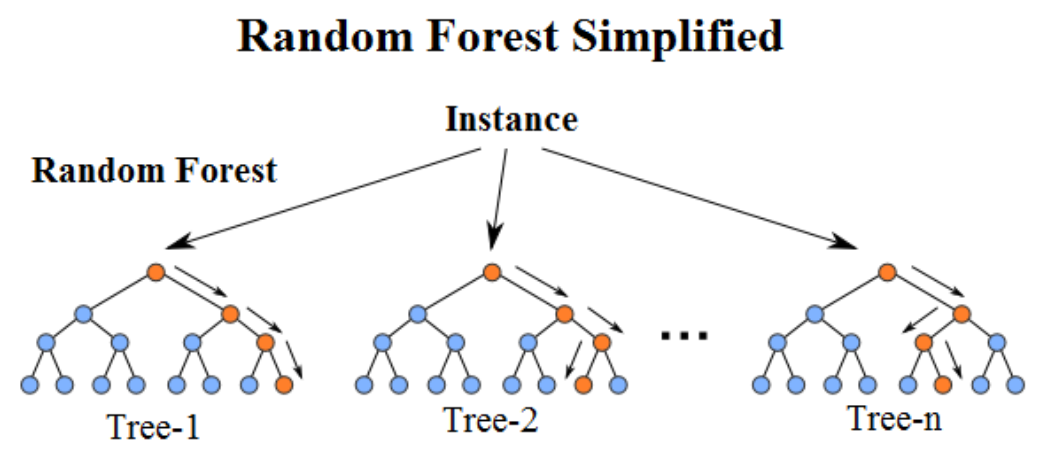 Random Forest Simplified
Instance
Random Forest
...
Tree-1
Tree-2
Tree-n